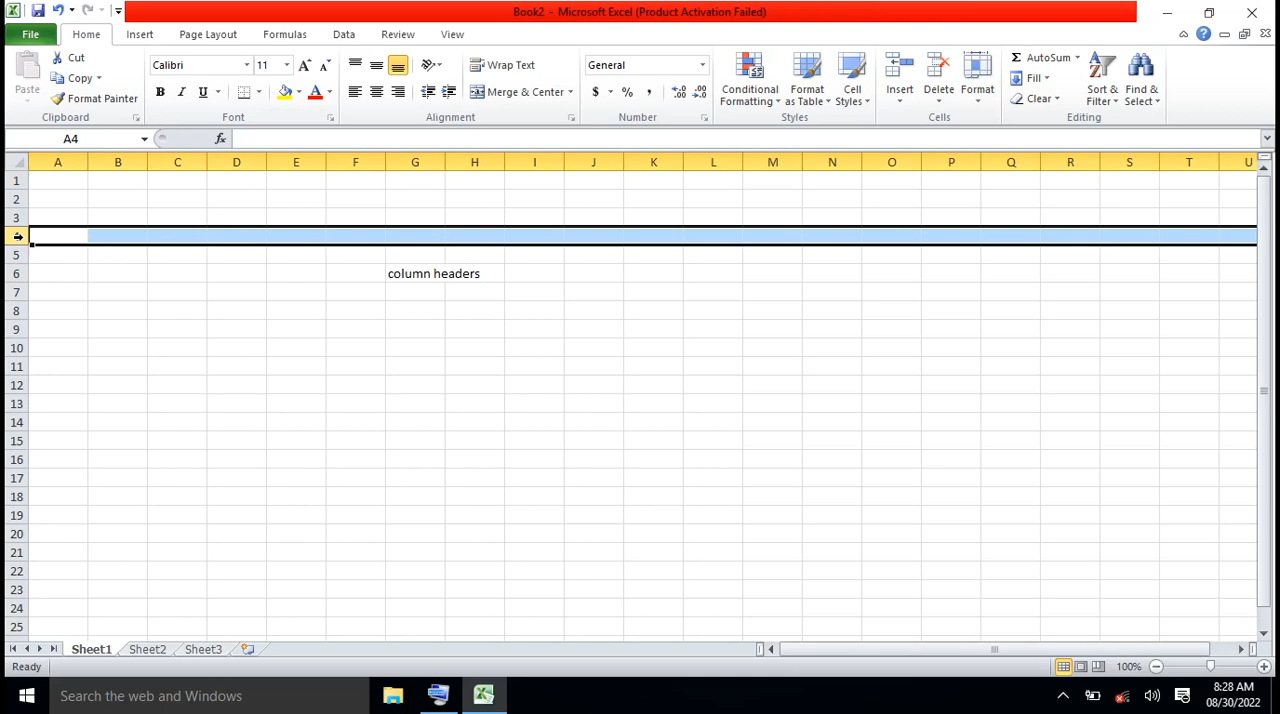 Book2 - Microsoft Excel (Product Activation Failed)
File Home Insert Page Layout Formulas Data Review View
Paste
Cut
Copy
Format Painter
Clipboard
Calibri 11
B I U
Font
Wrap Text
Merge & Center
Alignment
General
$ % ,
Number
Conditional Formatting
Format as Table
Cell Styles
Styles
Insert Delete Format
Cells
Σ AutoSum
Fill
Clear
Sort & Filter
Find & Select
Editing
A4 fx
A B C D E F G H I J K L M N O P Q R S T U
1
2
3
5
6 column headers
7
8
9
10
11
12
13
14
15
16
17
18
19
20
21
22
23
24
25
Sheet1 Sheet2 Sheet3
Ready 100%
Search the web and Windows
8:28 AM
08/30/2022